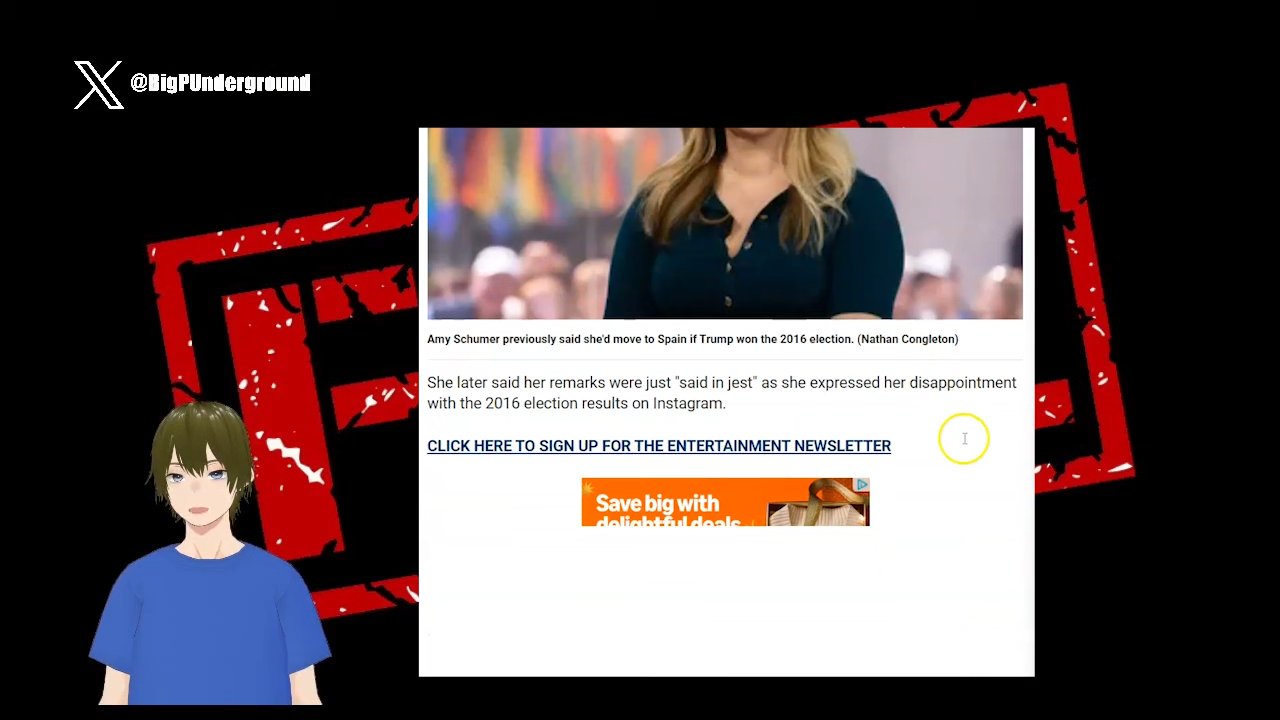 @BigPUnderground
Amy Schumer previously said she'd move to Spain if Trump won the 2016 election. (Nathan Congleton)
She later said her remarks were just "said in jest" as she expressed her disappointment
with the 2016 election results on Instagram.
CLICK HERE TO SIGN UP FOR THE ENTERTAINMENT NEWSLETTER
Save big with
delightful deals